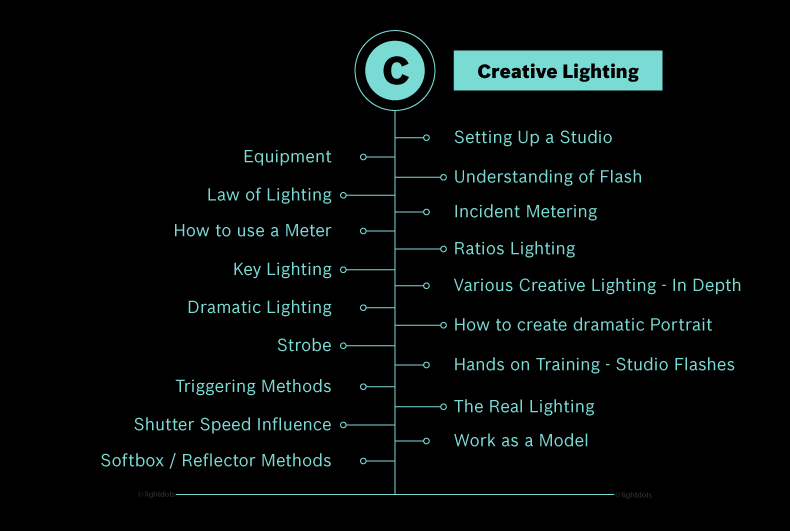 C
Creative Lighting
Setting Up a Studio
Equipment
Understanding of Flash
Law of Lighting
Incident Metering
How to use a Meter
Ratios Lighting
Key Lighting
Various Creative Lighting - In Depth
Dramatic Lighting
How to create dramatic Portrait
Strobe
Hands on Training - Studio Flashes
Triggering Methods
The Real Lighting
Shutter Speed Influence
Work as a Model
Softbox / Reflector Methods
© lightdots
© lightdots